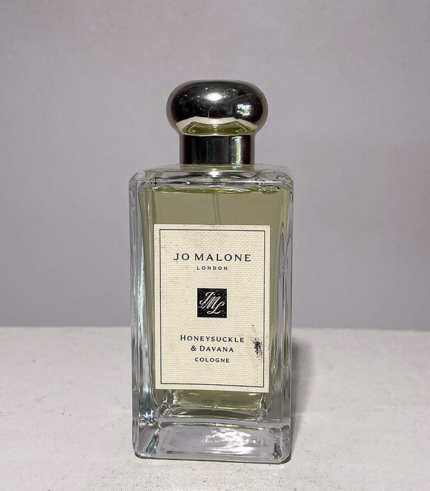 JO MALONE
LONDON
JML
HONEYSUCKLE
& DAVANA
COLOGNE